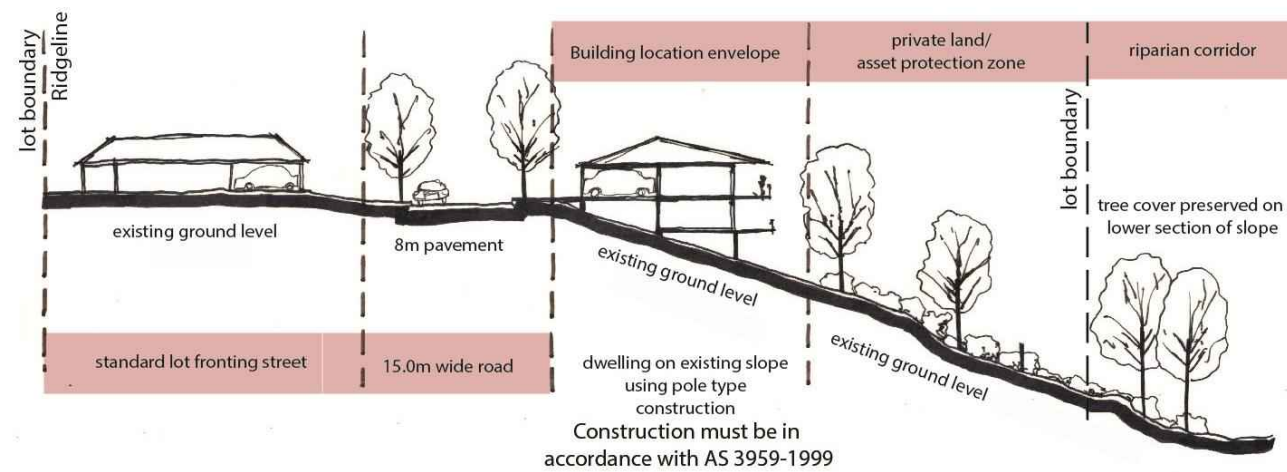 lot boundary
Ridgeline
Building location envelope
private land/
asset protection zone
riparian corridor
lot boundary
existing ground level
8m pavement
existing ground level
existing ground level
tree cover preserved on
lower section of slope
standard lot fronting street
15.0m wide road
dwelling on existing slope
using pole type
construction
Construction must be in
accordance with AS 3959-1999